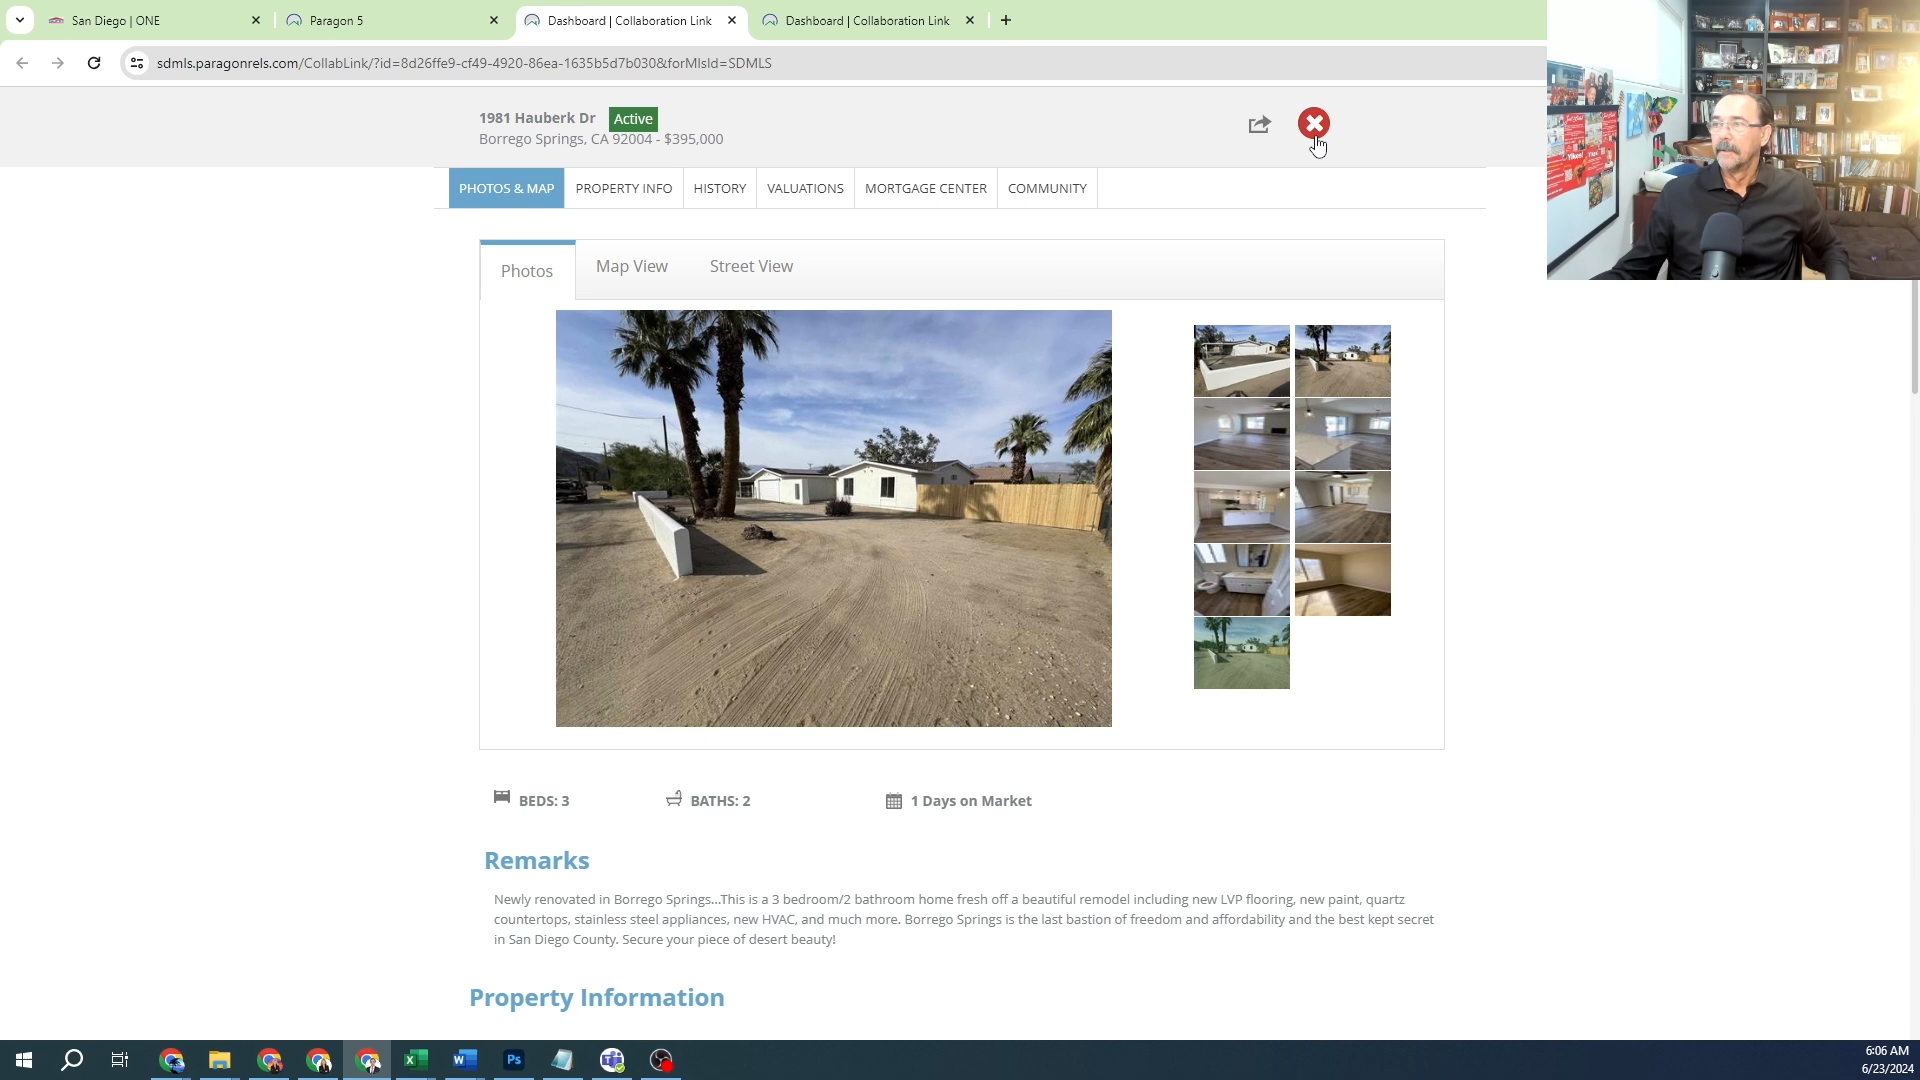 San Diego | ONE
Paragon 5
Dashboard | Collaboration Link
Dashboard | Collaboration Link
sdmls.paragonrels.com/CollabLink/?id=8d26ffe9-cf49-4920-86ea-1635b5d7b030&forMlsId=SDMLS
1981 Hauberk Dr Active
Borrego Springs, CA 92004 - $395,000
PHOTOS & MAP PROPERTY INFO HISTORY VALUATIONS MORTGAGE CENTER COMMUNITY
Photos Map View Street View
BEDS: 3 BATHS: 2 1 Days on Market
Remarks
Newly renovated in Borrego Springs...This is a 3 bedroom/2 bathroom home fresh off a beautiful remodel including new LVP flooring, new paint, quartz
countertops, stainless steel appliances, new HVAC, and much more. Borrego Springs is the last bastion of freedom and affordability and the best kept secret
in San Diego County. Secure your piece of desert beauty!
Property Information
Ps
6:06 AM
6/23/2024